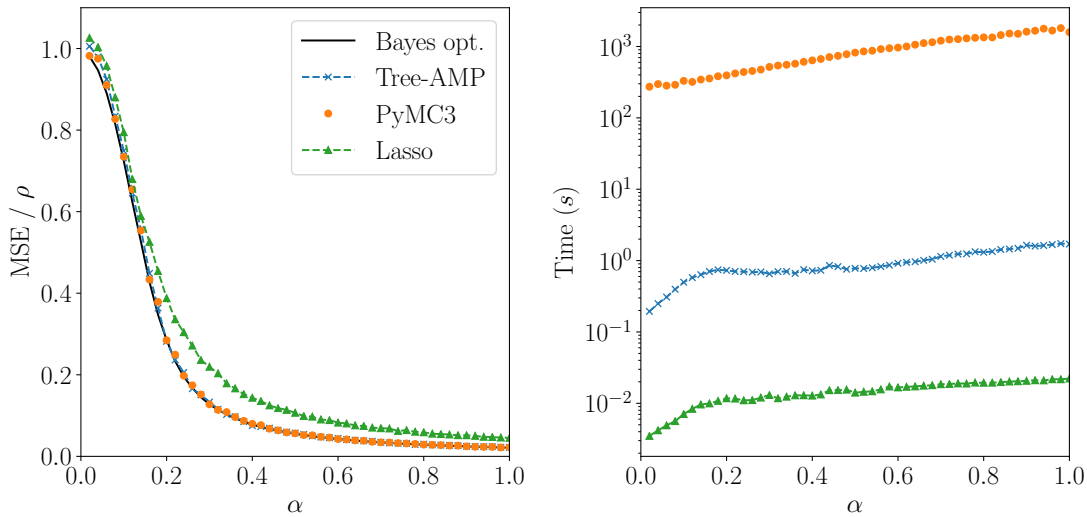 MSE / ρ
1.0
0.8
0.6
0.4
0.2
0.0
0.0 0.2 0.4 0.6 0.8 1.0
α
Bayes opt.
Tree-AMP
PyMC3
Lasso
Time (s)
10³
10²
10¹
10⁰
10⁻¹
10⁻²
0.0 0.2 0.4 0.6 0.8 1.0
α